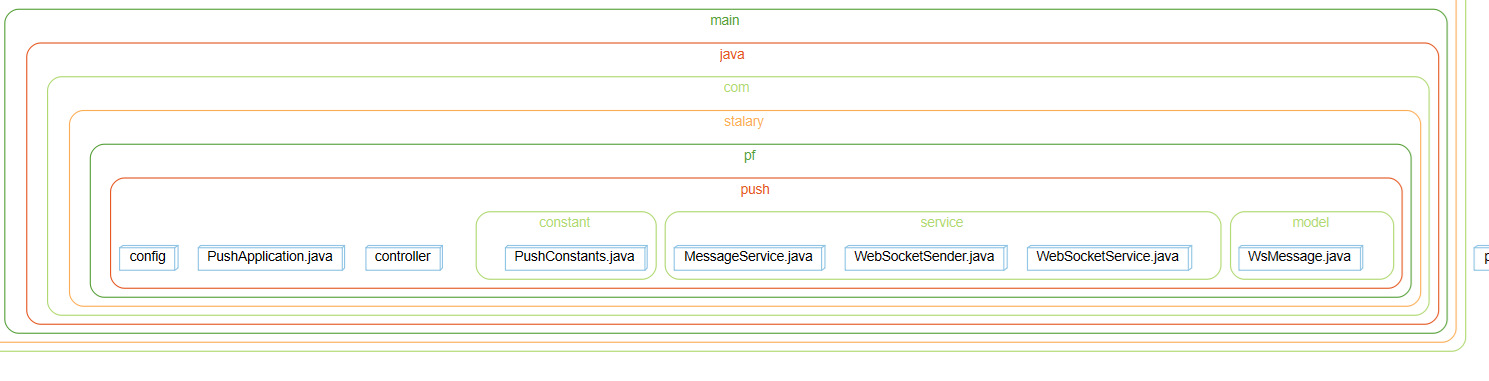 main
java
com
stalary
pf
push
constant
service
model
config
PushApplication.java
controller
PushConstants.java
MessageService.java
WebSocketSender.java
WebSocketService.java
WsMessage.java